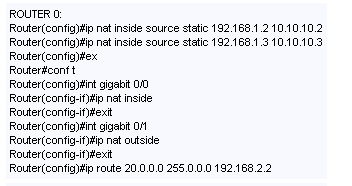 ROUTER 0:
Router(config)#ip nat inside source static 192.168.1.2 10.10.10.2
Router(config)#ip nat inside source static 192.168.1.3 10.10.10.3
Router(config)#ex
Router#conf t
Router(config)#int gigabit 0/0
Router(config-if)#ip nat inside
Router(config-if)#exit
Router(config)#int gigabit 0/1
Router(config-if)#ip nat outside
Router(config-if)#exit
Router(config)#ip route 20.0.0.0 255.0.0.0 192.168.2.2